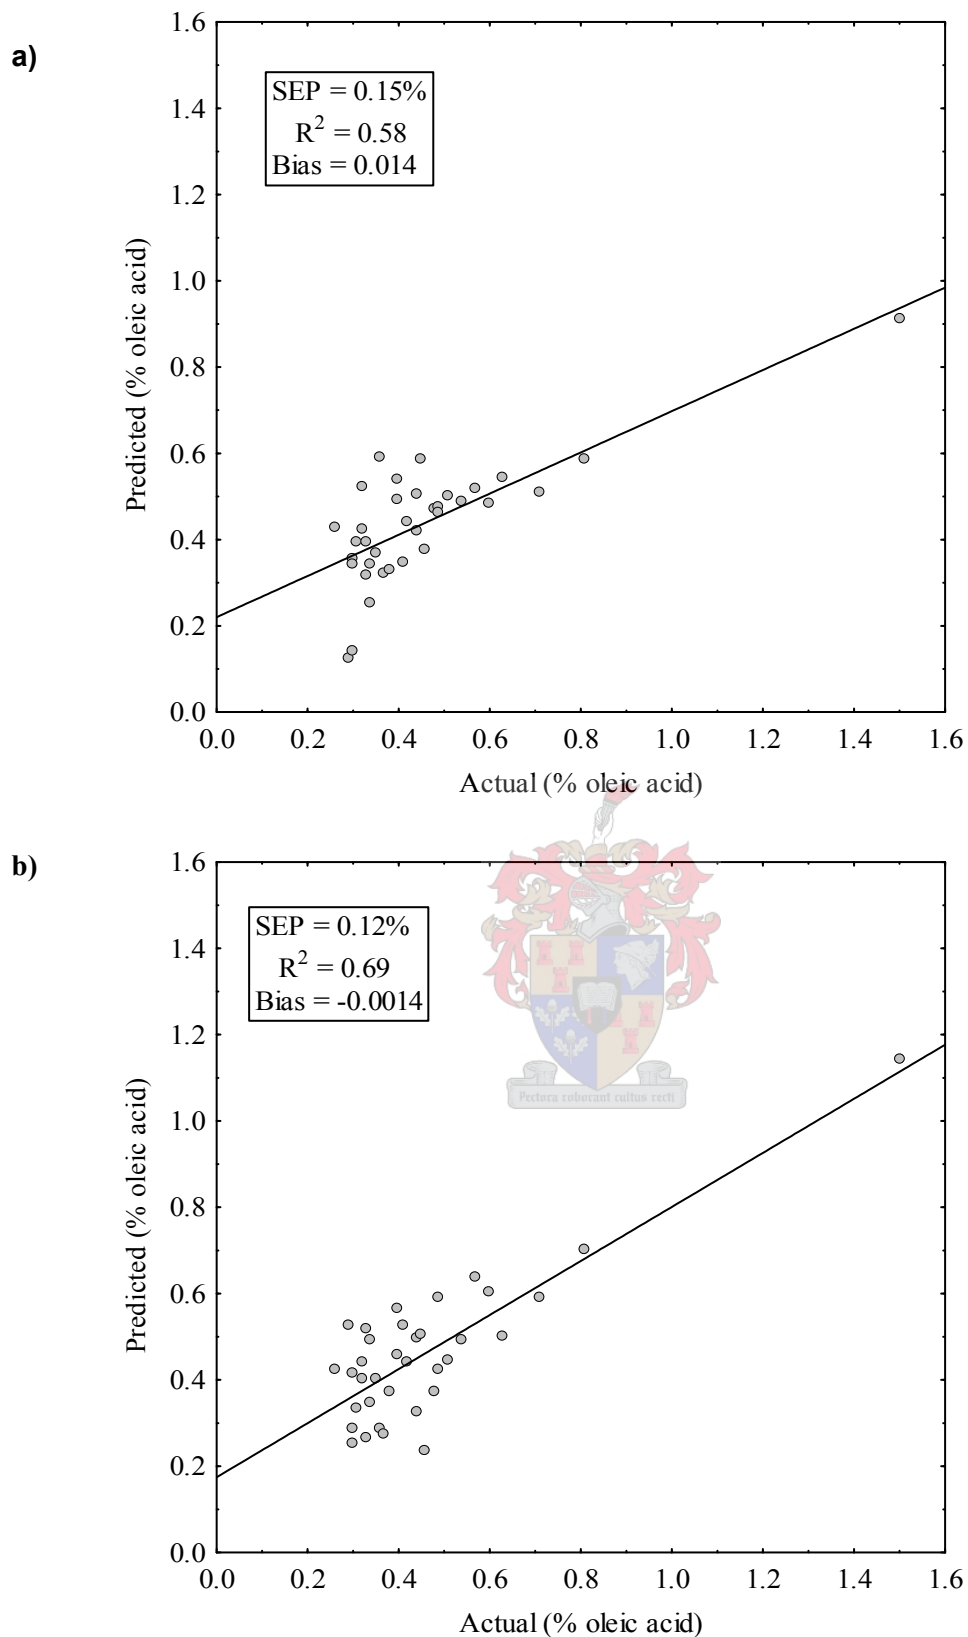 a)
1.6
1.4
1.2
1.0
0.8
0.6
0.4
0.2
0.0
Predicted (% oleic acid)
SEP = 0.15%
R² = 0.58
Bias = 0.014
0.0 0.2 0.4 0.6 0.8 1.0 1.2 1.4 1.6
Actual (% oleic acid)
b)
1.6
1.4
1.2
1.0
0.8
0.6
0.4
0.2
0.0
Predicted (% oleic acid)
SEP = 0.12%
R² = 0.69
Bias = -0.0014
Pectora roborant cultus recti
0.0 0.2 0.4 0.6 0.8 1.0 1.2 1.4 1.6
Actual (% oleic acid)